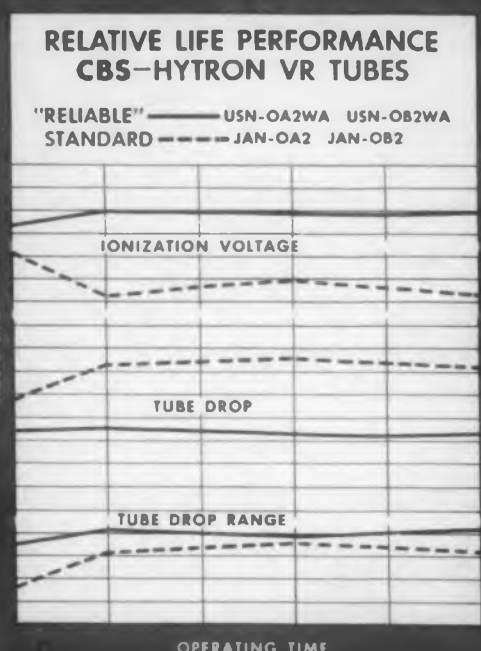 RELATIVE LIFE PERFORMANCE
CBS-HYTRON VR TUBES
"RELIABLE" USN-OA2WA USN-OB2WA
STANDARD JAN-OA2 JAN-OB2
IONIZATION VOLTAGE
TUBE DROP
TUBE DROP RANGE
OPERATING TIME